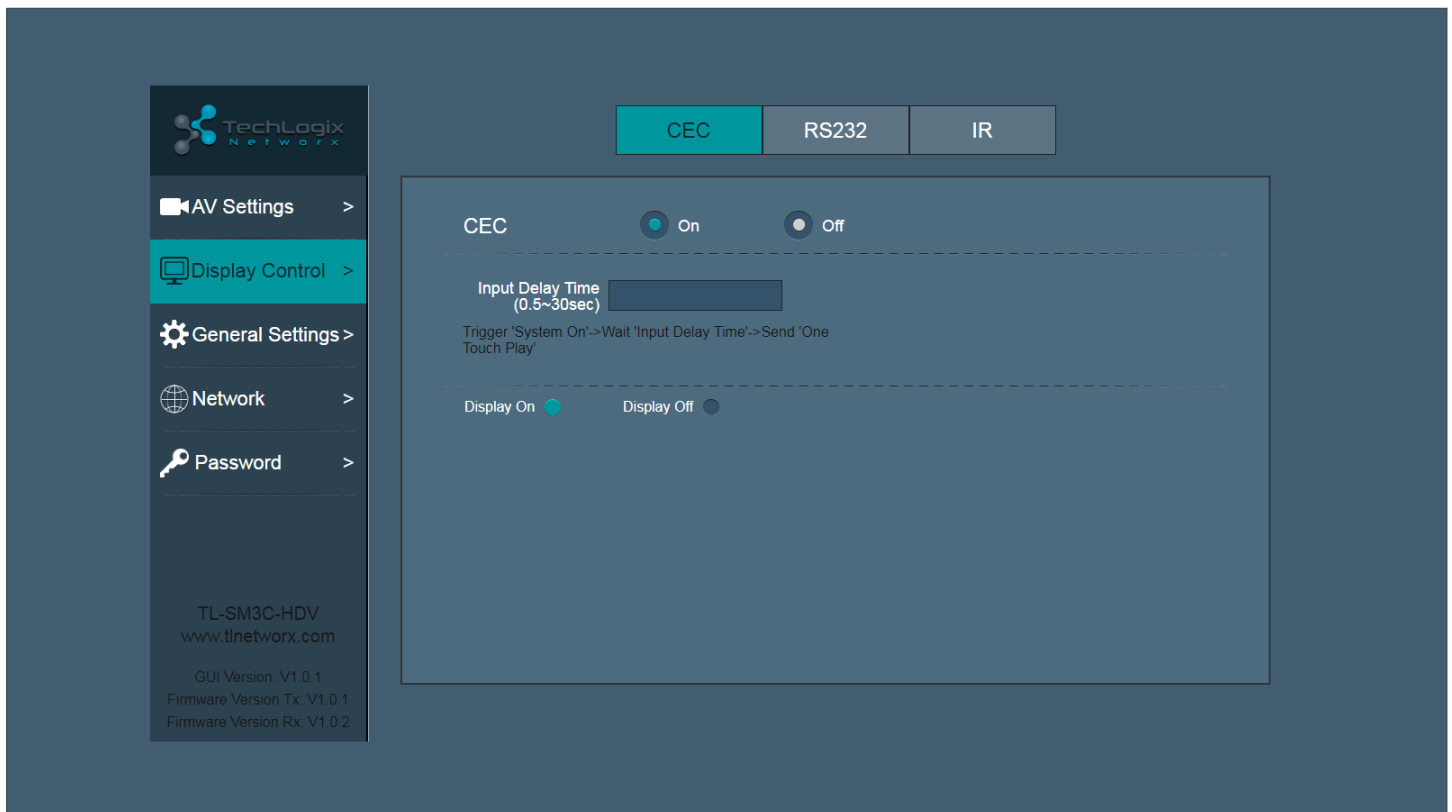 TechLogix
Networx
CEC
RS232
IR
AV Settings >
Display Control >
General Settings >
Network >
Password >
TL-SM3C-HDV
www.tlnetworx.com
GUI Version: V1.0.1
Firmware Version Tx: V1.0.1
Firmware Version Rx: V1.0.2
CEC
On
Off
Input Delay Time
(0.5~30sec)
Trigger 'System On'->Wait 'Input Delay Time'->Send 'One
Touch Play'
Display On
Display Off